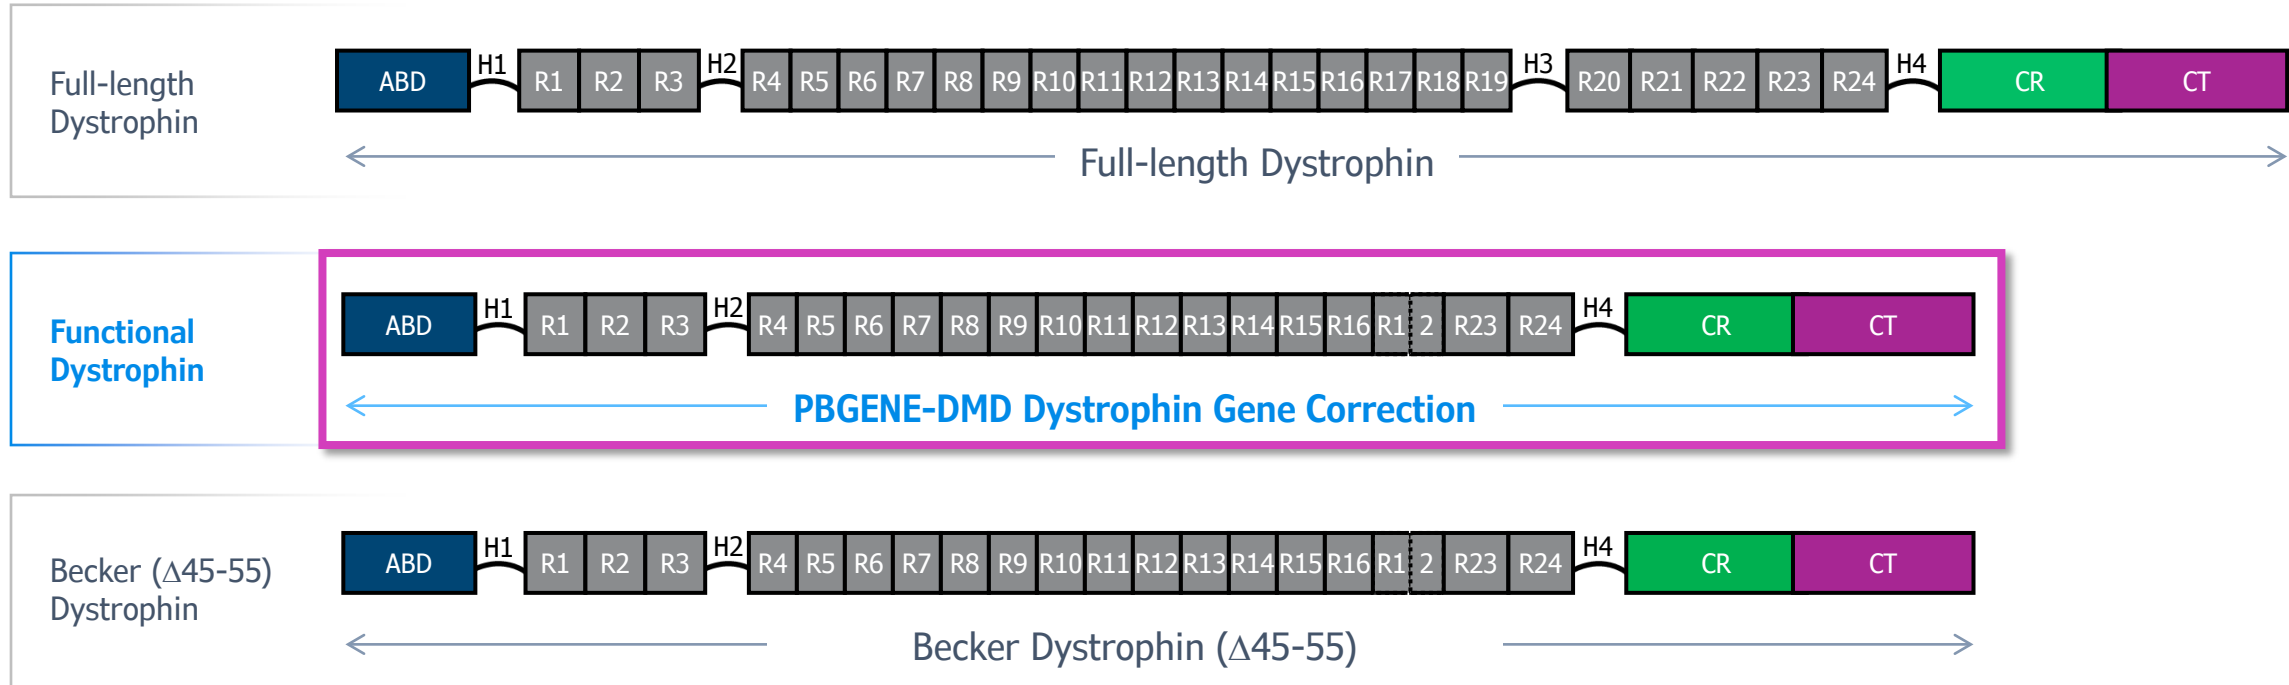 Full-length
Dystrophin
ABD H1 R1 R2 R3 H2 R4 R5 R6 R7 R8 R9 R10 R11 R12 R13 R14 R15 R16 R17 R18 R19 H3 R20 R21 R22 R23 R24 H4 CR CT
Full-length Dystrophin
Functional
Dystrophin
ABD H1 R1 R2 R3 H2 R4 R5 R6 R7 R8 R9 R10 R11 R12 R13 R14 R15 R16 R1 2 R23 R24 H4 CR CT
PBGENE-DMD Dystrophin Gene Correction
Becker (Δ45-55)
Dystrophin
ABD H1 R1 R2 R3 H2 R4 R5 R6 R7 R8 R9 R10 R11 R12 R13 R14 R15 R16 R1 2 R23 R24 H4 CR CT
Becker Dystrophin (Δ45-55)